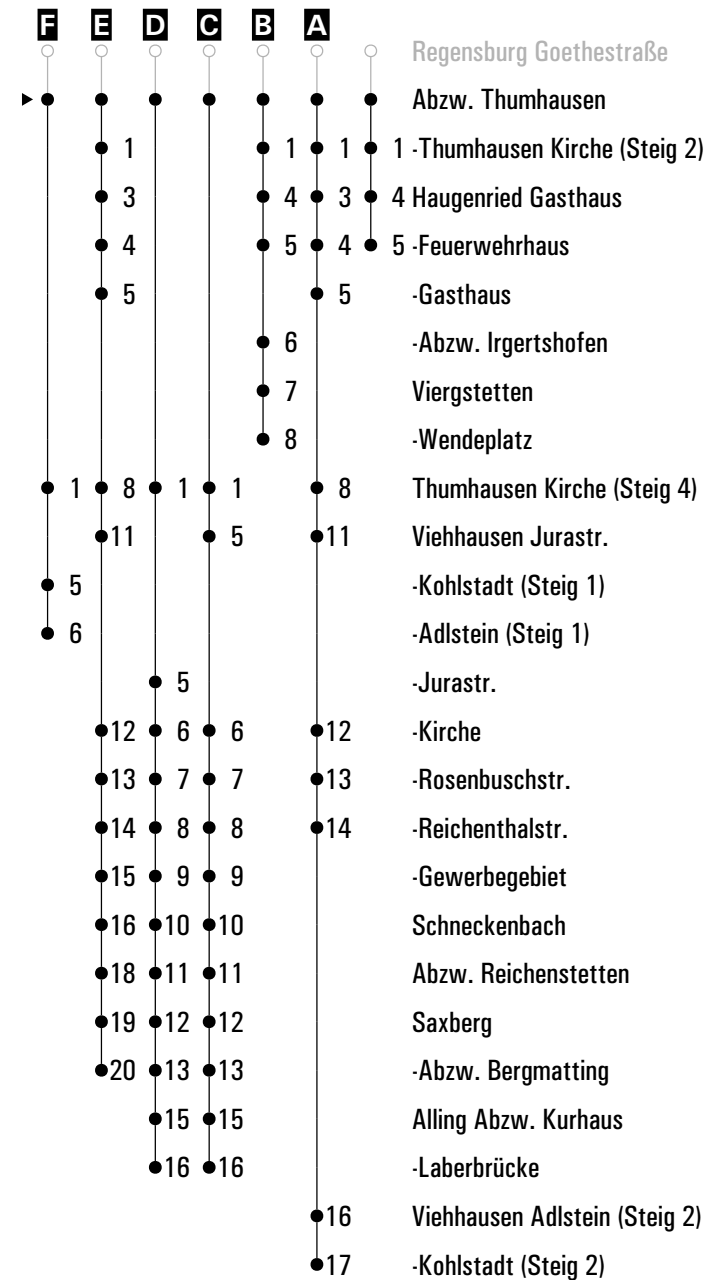 F E D C B A
Regensburg Goethestraße
Abzw. Thumhausen
1 1 1 1 -Thumhausen Kirche (Steig 2)
3 4 3 4 Haugenried Gasthaus
4 5 4 5 -Feuerwehrhaus
5 5 -Gasthaus
6 -Abzw. Irgertshofen
7 Viergstetten
8 -Wendeplatz
1 8 1 1 8 Thumhausen Kirche (Steig 4)
11 5 11 Viehhausen Jurastr.
5 -Kohlstadt (Steig 1)
6 -Adlstein (Steig 1)
5 -Jurastr.
12 6 6 12 -Kirche
13 7 7 13 -Rosenbuschstr.
14 8 8 14 -Reichenthalstr.
15 9 9 -Gewerbegebiet
16 10 10 Schneckenbach
18 11 11 Abzw. Reichenstetten
19 12 12 Saxberg
20 13 13 -Abzw. Bergmatting
15 15 Alling Abzw. Kurhaus
16 16 -Laberbrücke
16 Viehhausen Adlstein (Steig 2)
17 -Kohlstadt (Steig 2)